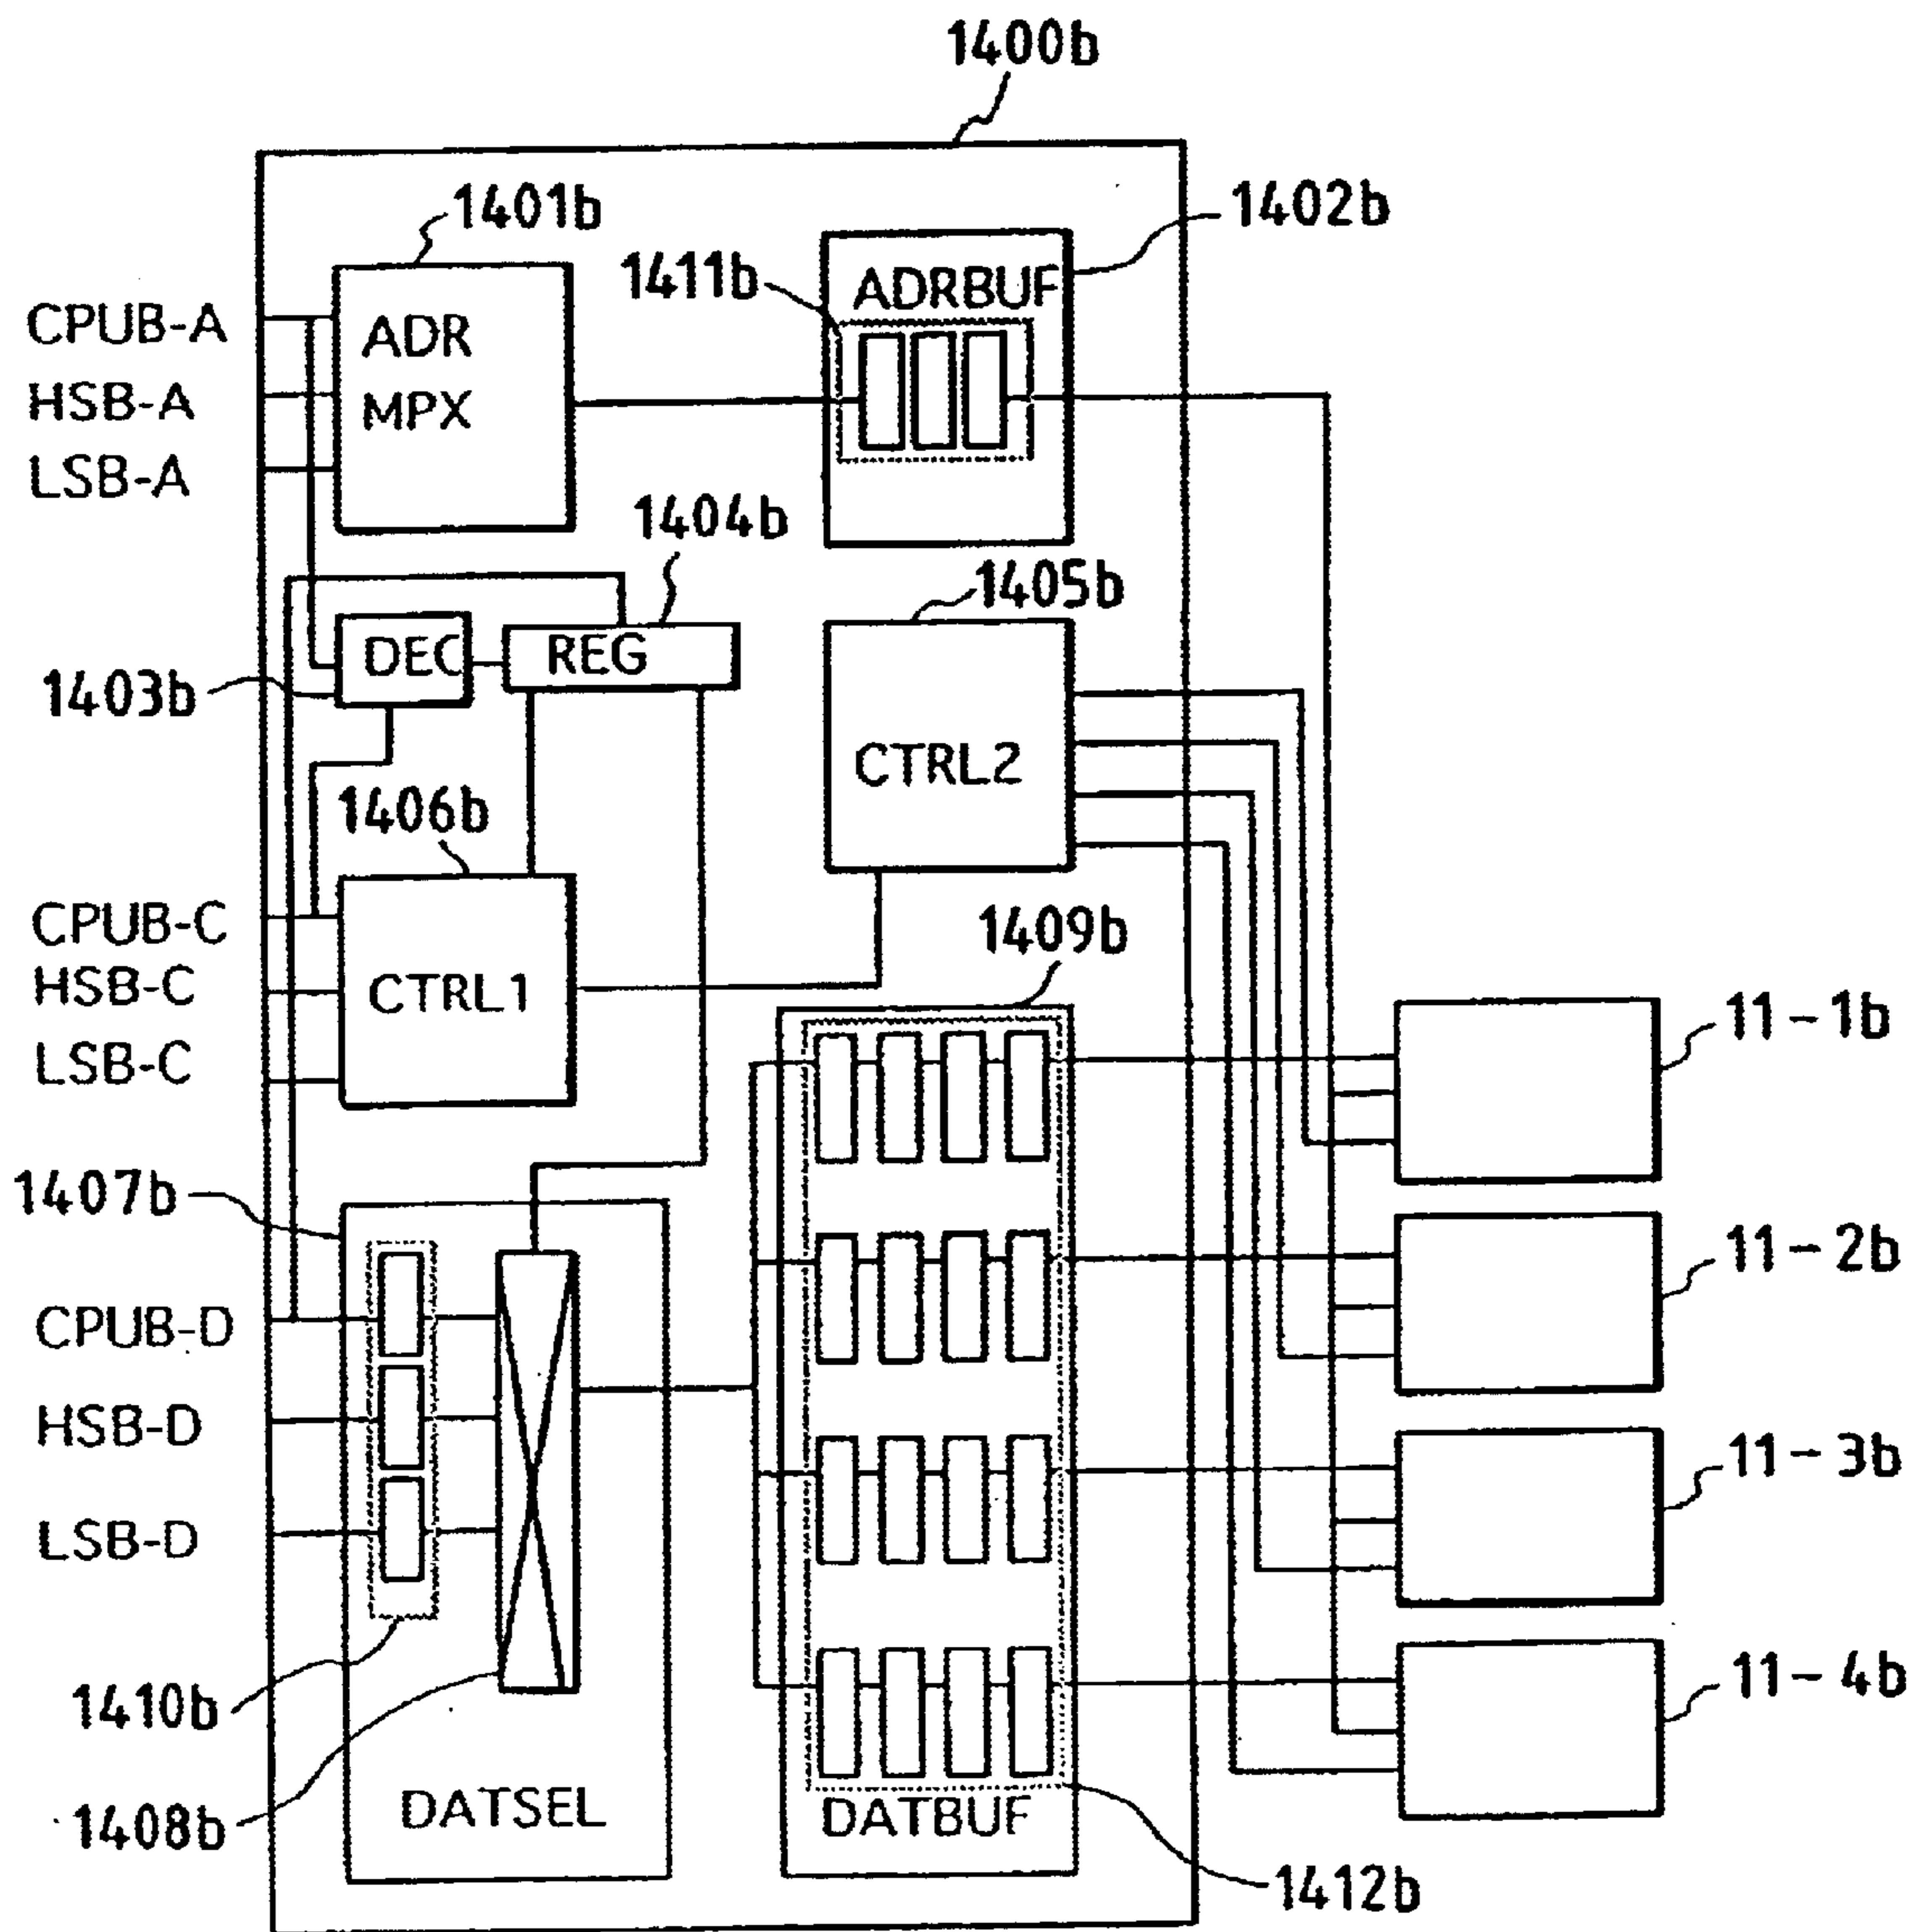 1400b
1401b
1402b
1411b
ADRBUF
CPUB-A
ADR
HSB-A
MPX
LSB-A
1404b
1405b
DEC
REG
1403b
CTRL2
1406b
CPUB-C
1409b
HSB-C
CTRL1
11-1b
LSB-C
1407b
11-2b
CPUB-D
HSB-D
11-3b
LSB-D
11-4b
1410b
1408b
DATSEL
DATBUF
1412b